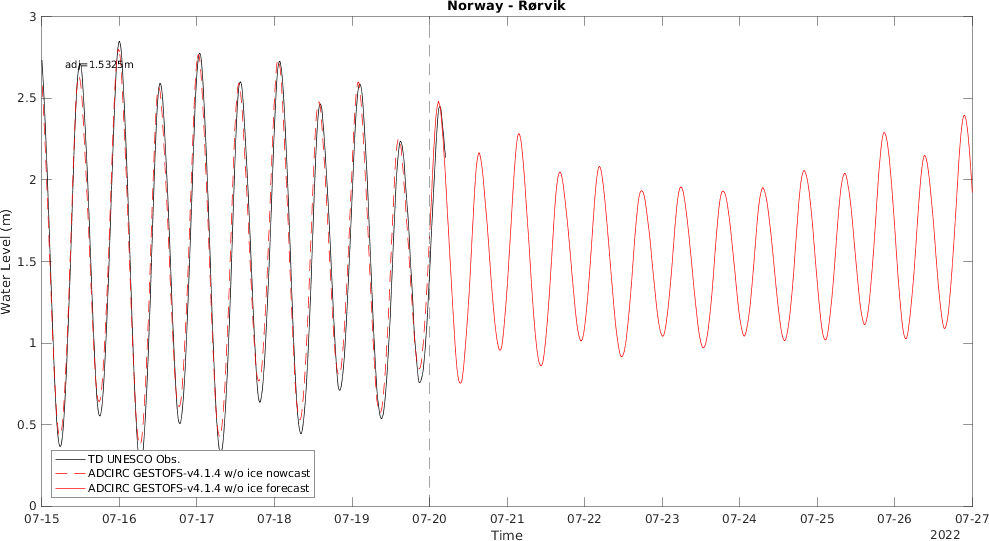 Norway - Rørvik
adj=1.5325m
Water Level (m)
3
2.5
2
1.5
1
0.5
0
TD UNESCO Obs.
ADCIRC GESTOFS-v4.1.4 w/o ice nowcast
ADCIRC GESTOFS-v4.1.4 w/o ice forecast
07-15 07-16 07-17 07-18 07-19 07-20 07-21 07-22 07-23 07-24 07-25 07-26 07-27
Time
2022